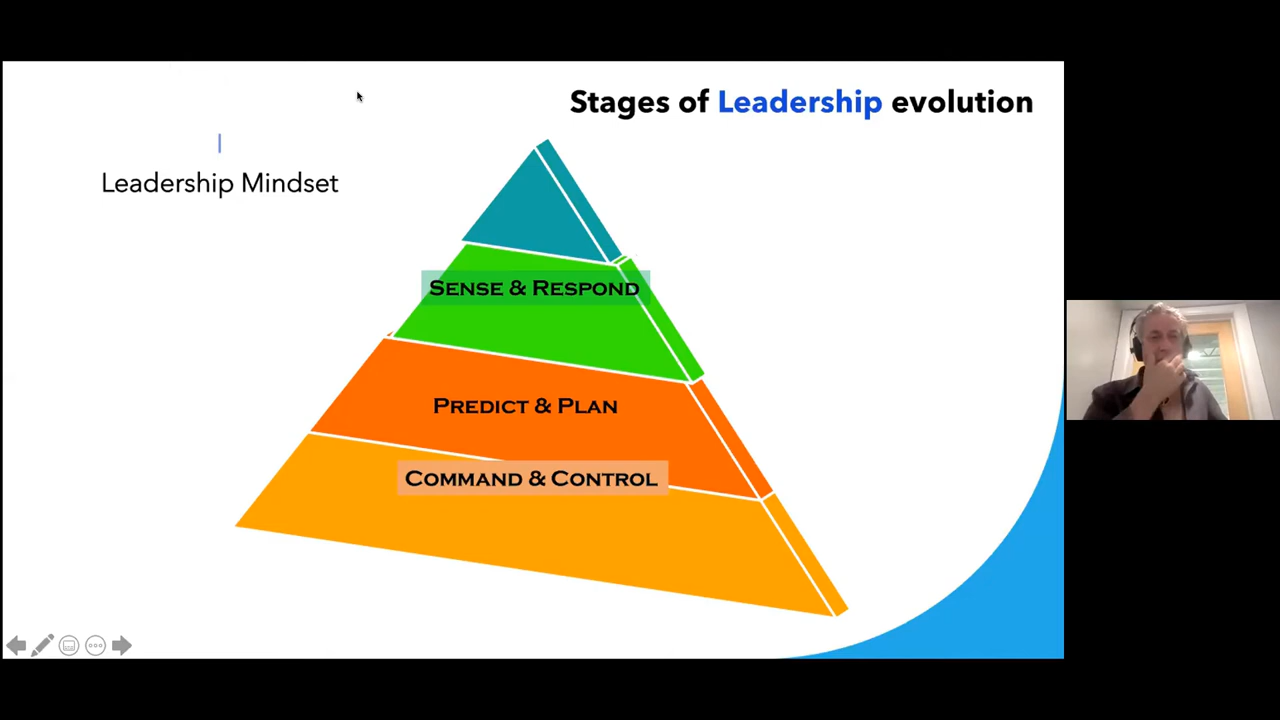 Stages of Leadership evolution
Leadership Mindset
SENSE & RESPOND
PREDICT & PLAN
COMMAND & CONTROL